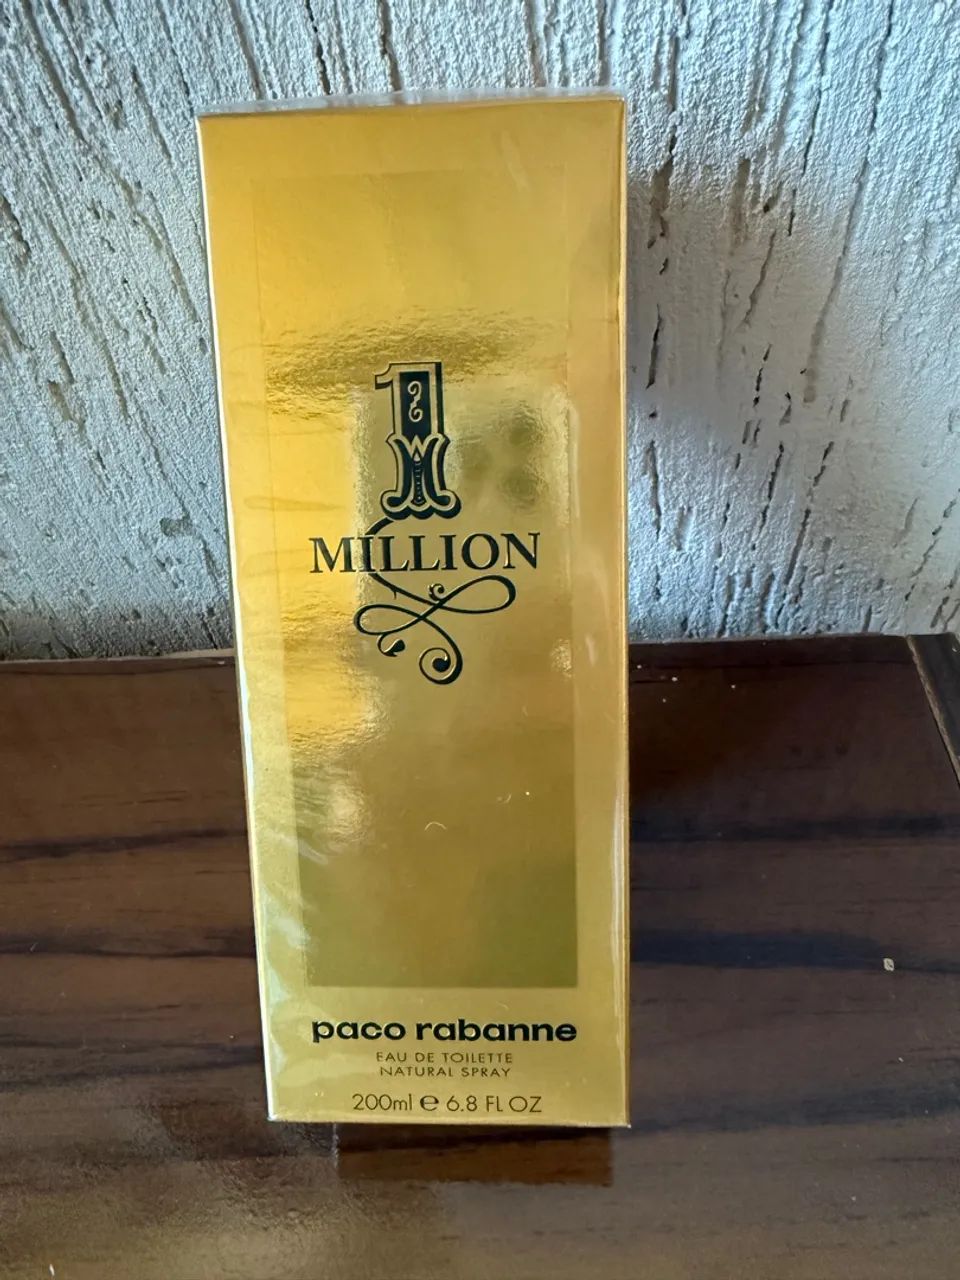 1
MILLION
paco rabanne
EAU DE TOILETTE
NATURAL SPRAY
200ml e 6.8 FL OZ